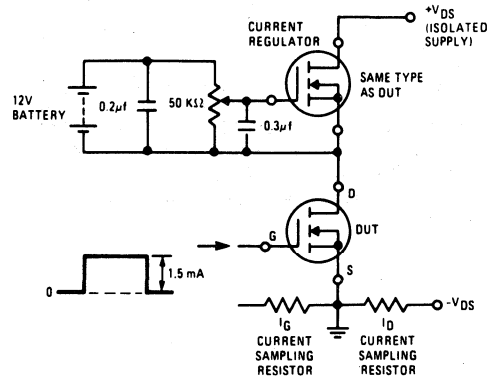 +VDS
(ISOLATED
SUPPLY)
CURRENT
REGULATOR
SAME TYPE
AS DUT
12V
BATTERY
0.2µf
50 KΩ
0.3µf
D
G
DUT
S
1.5 mA
0
-VDS
IG
CURRENT
SAMPLING
RESISTOR
ID
CURRENT
SAMPLING
RESISTOR